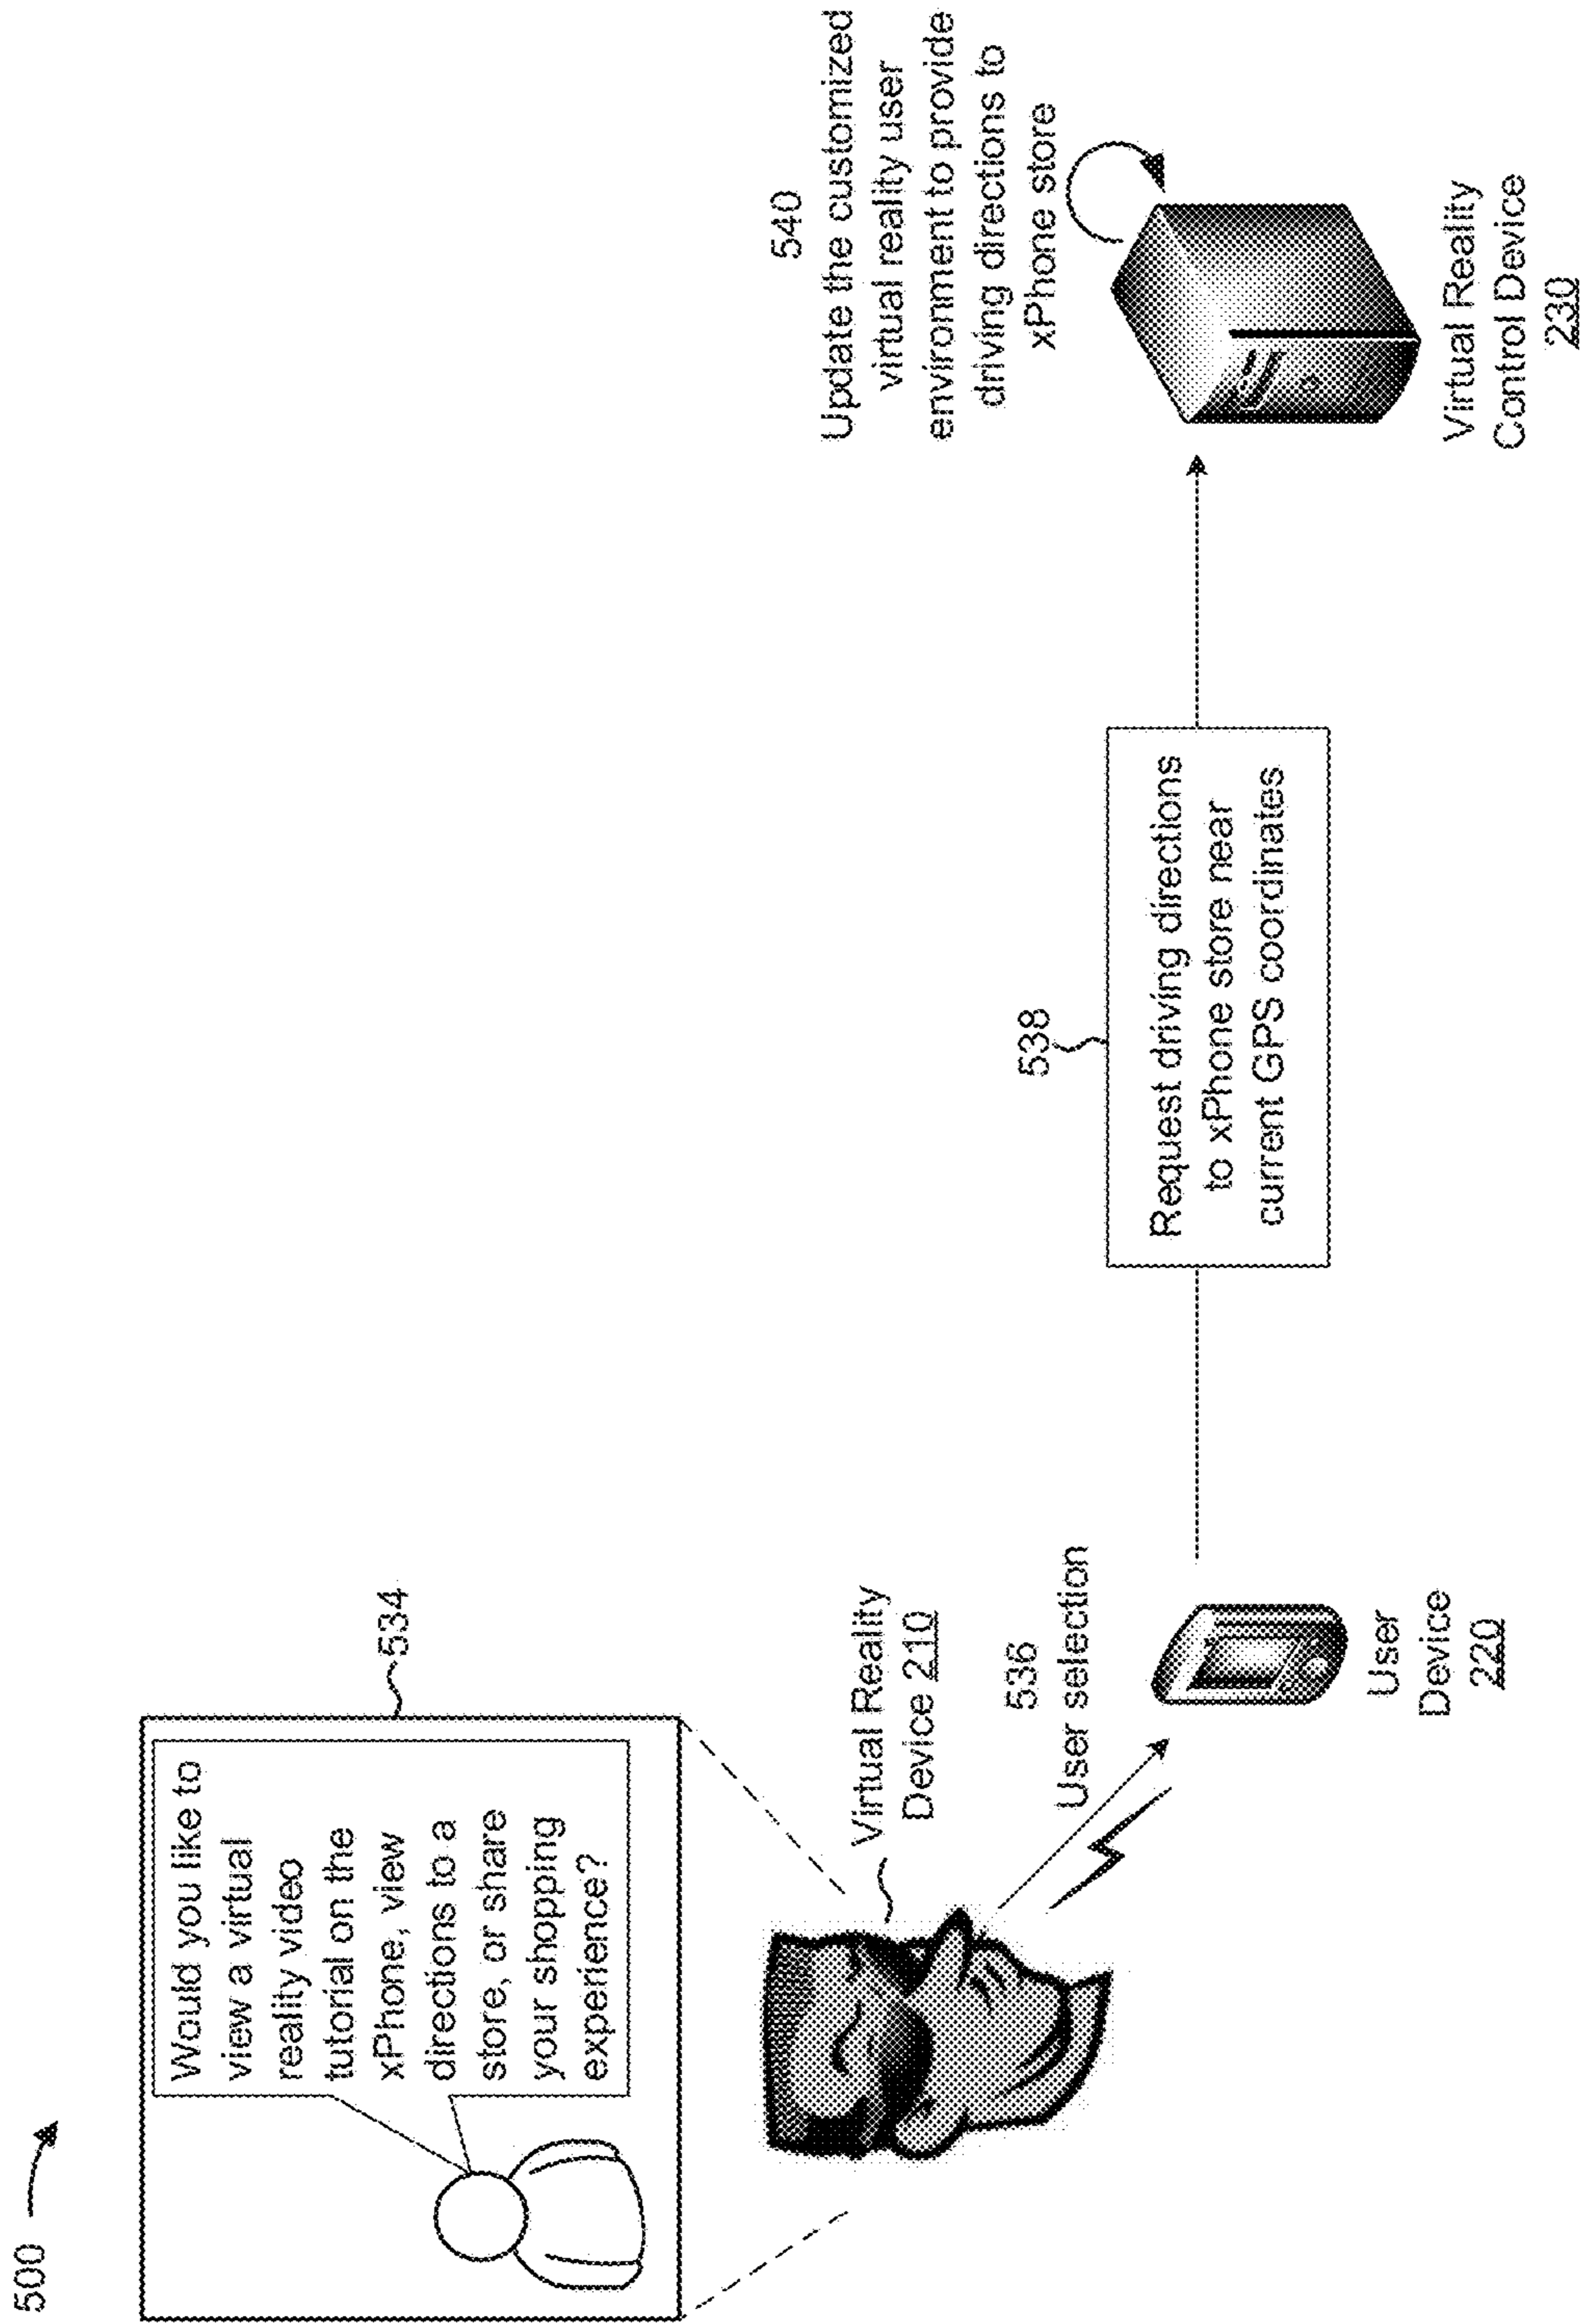 500
Would you like to
view a virtual
reality video
tutorial on the
xPhone, view
directions to a
store, or share
your shopping
experience?
534
Virtual Reality
Device 210
536
User selection
User
Device
220
538
Request driving directions
to xPhone store near
current GPS coordinates
540
Update the customized
virtual reality user
environment to provide
driving directions to
xPhone store
Virtual Reality
Control Device
230